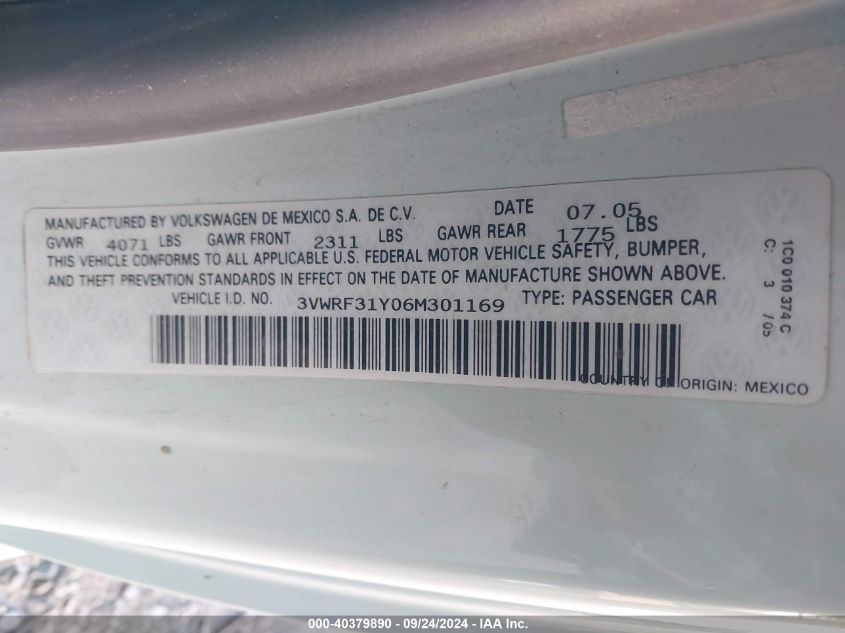 MANUFACTURED BY VOLKSWAGEN DE MEXICO S.A. DE C.V. DATE 07.05
GVWR 4071 LBS GAWR FRONT 2311 LBS GAWR REAR 1775 LBS
THIS VEHICLE CONFORMS TO ALL APPLICABLE U.S. FEDERAL MOTOR VEHICLE SAFETY, BUMPER,
AND THEFT PREVENTION STANDARDS IN EFFECT ON THE DATE OF MANUFACTURE SHOWN ABOVE.
VEHICLE I.D. NO. 3VWRF31Y06M301169 TYPE: PASSENGER CAR
COUNTRY OF ORIGIN: MEXICO
1C0 010 374 C
C: 3 /05
000-40379890 - 09/24/2024 - IAA Inc.